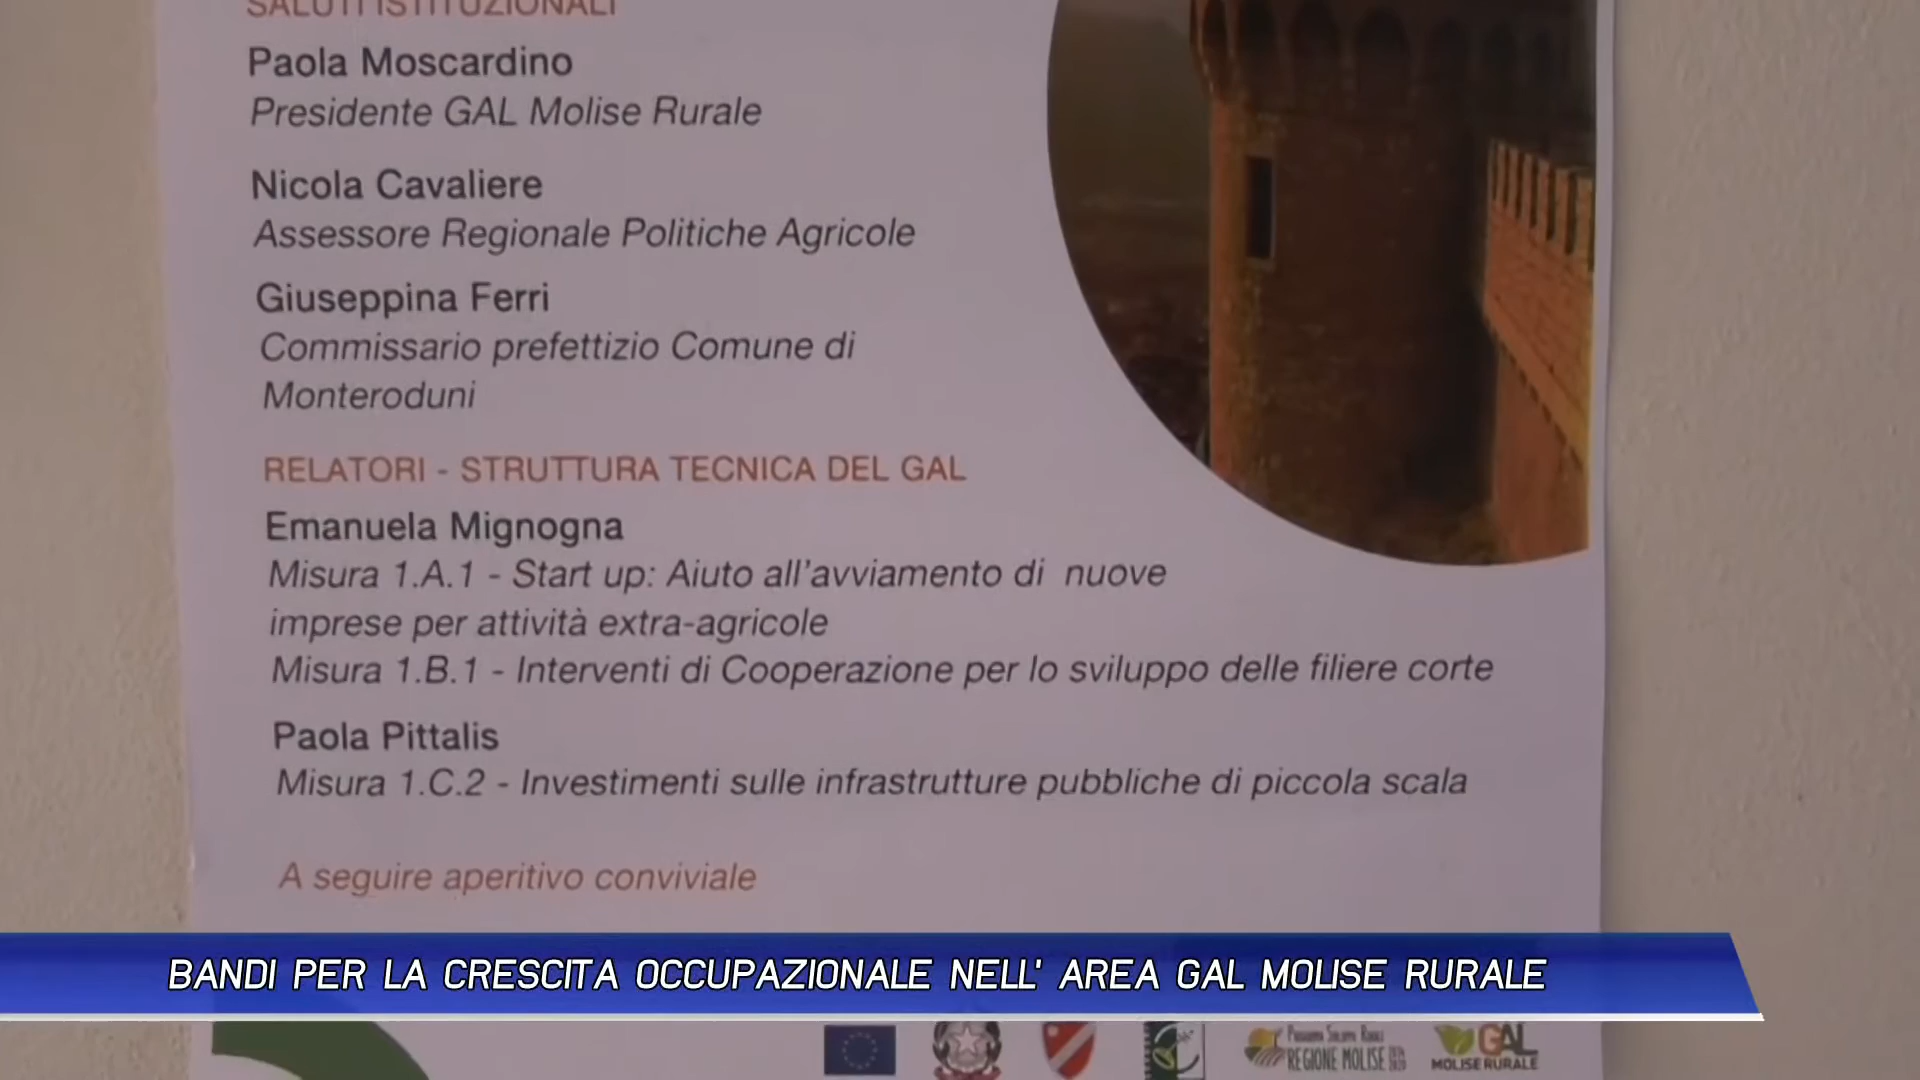 SALUTI ISTITUZIONALI
Paola Moscardino
Presidente GAL Molise Rurale
Nicola Cavaliere
Assessore Regionale Politiche Agricole
Giuseppina Ferri
Commissario prefettizio Comune di
Monteroduni
RELATORI - STRUTTURA TECNICA DEL GAL
Emanuela Mignogna
Misura 1.A.1 - Start up: Aiuto all'avviamento di nuove
imprese per attività extra-agricole
Misura 1.B.1 - Interventi di Cooperazione per lo sviluppo delle filiere corte
Paola Pittalis
Misura 1.C.2 - Investimenti sulle infrastrutture pubbliche di piccola scala
A seguire aperitivo conviviale
BANDI PER LA CRESCITA OCCUPAZIONALE NELL' AREA GAL MOLISE RURALE
REGIONE MOLISE
GAL
MOLISE RURALE